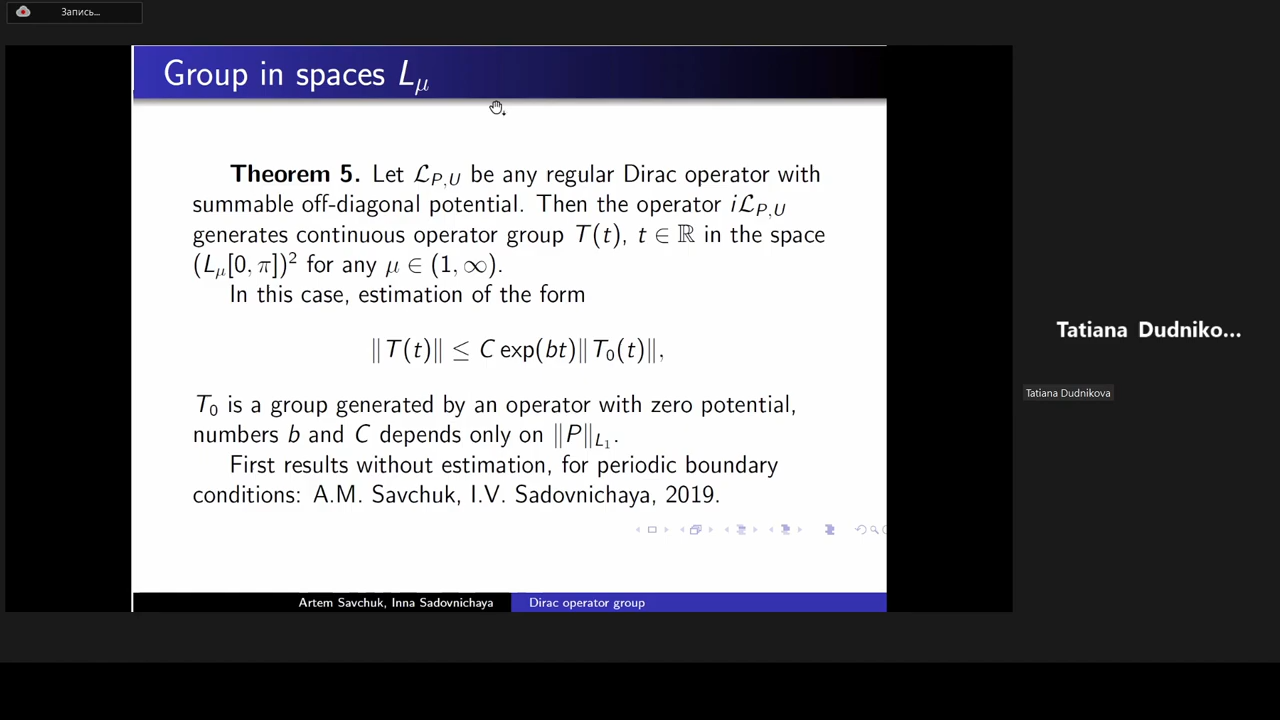 Запись...
Group in spaces L_μ
Theorem 5. Let ℒ_{P,U} be any regular Dirac operator with
summable off-diagonal potential. Then the operator iℒ_{P,U}
generates continuous operator group T(t), t ∈ ℝ in the space
(L_μ[0, π])² for any μ ∈ (1, ∞).
In this case, estimation of the form
‖T(t)‖ ≤ C exp(bt)‖T₀(t)‖,
T₀ is a group generated by an operator with zero potential,
numbers b and C depends only on ‖P‖_{L₁}.
First results without estimation, for periodic boundary
conditions: A.M. Savchuk, I.V. Sadovnichaya, 2019.
Artem Savchuk, Inna Sadovnichaya
Dirac operator group
Tatiana Dudniko...
Tatiana Dudnikova